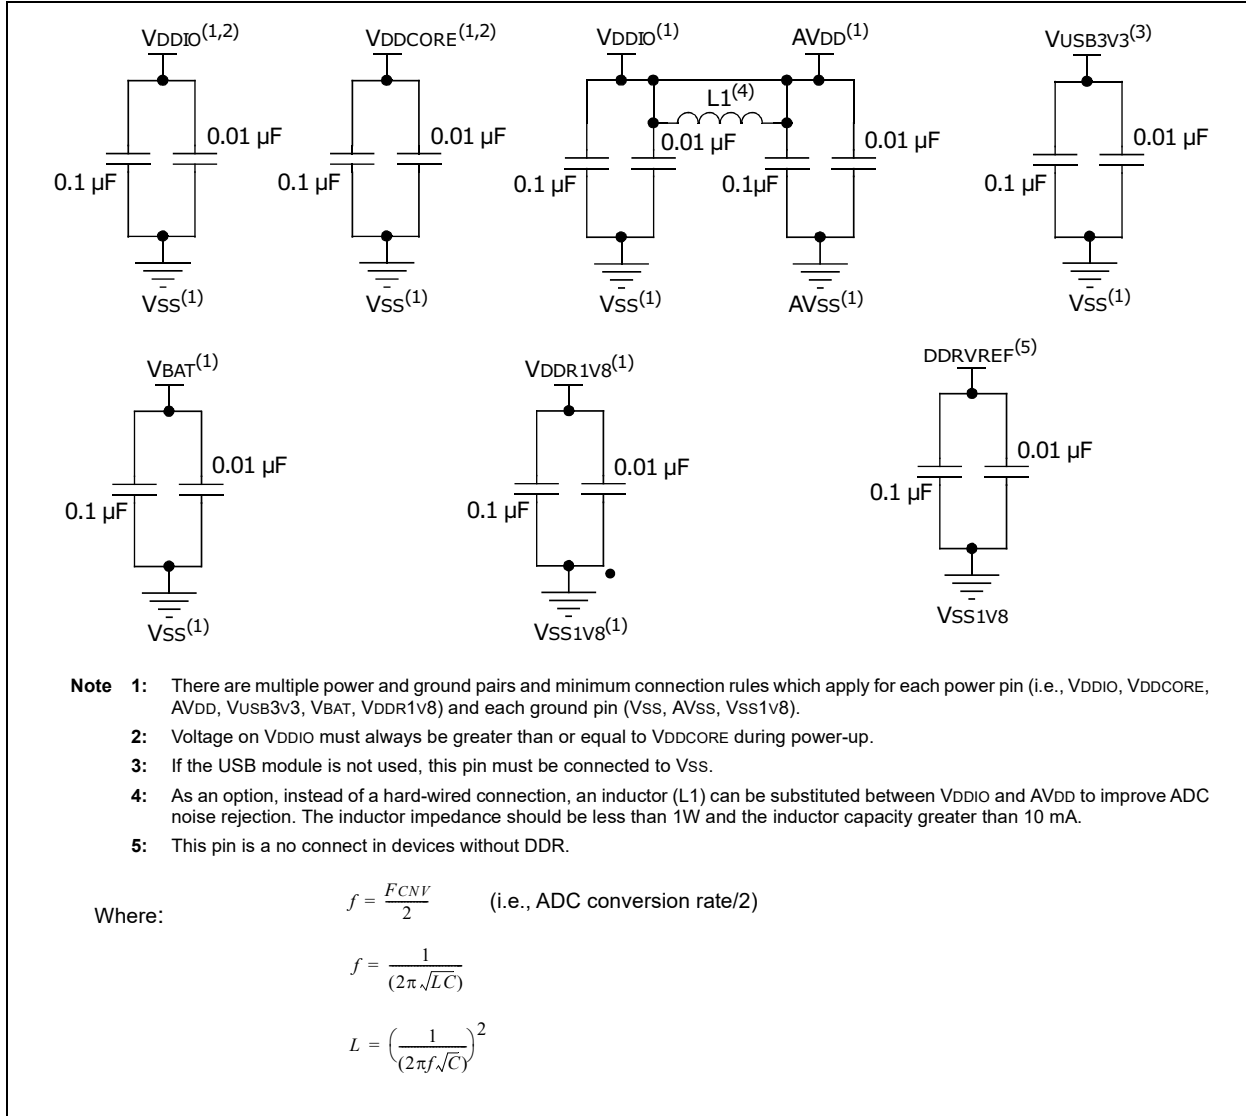 VDDIO(1,2) VDDCORE(1,2) VDDIO(1) AVDD(1) VUSB3V3(3)
L1(4)
0.01 µF 0.01 µF 0.01 µF 0.01 µF 0.01 µF
0.1 µF 0.1 µF 0.1 µF 0.1µF 0.1 µF
VSS(1) VSS(1) VSS(1) AVSS(1) VSS(1)
VBAT(1) VDDR1V8(1) DDRVREF(5)
0.01 µF 0.01 µF 0.01 µF
0.1 µF 0.1 µF 0.1 µF
VSS(1) VSS1V8(1) VSS1V8
Note 1: There are multiple power and ground pairs and minimum connection rules which apply for each power pin (i.e., VDDIO, VDDCORE,
AVDD, VUSB3V3, VBAT, VDDR1V8) and each ground pin (VSS, AVSS, VSS1V8).
2: Voltage on VDDIO must always be greater than or equal to VDDCORE during power-up.
3: If the USB module is not used, this pin must be connected to VSS.
4: As an option, instead of a hard-wired connection, an inductor (L1) can be substituted between VDDIO and AVDD to improve ADC
noise rejection. The inductor impedance should be less than 1W and the inductor capacity greater than 10 mA.
5: This pin is a no connect in devices without DDR.
Where: f = FCNV / 2 (i.e., ADC conversion rate/2)
f = 1 / (2π√LC)
L = (1 / (2πf√C))2